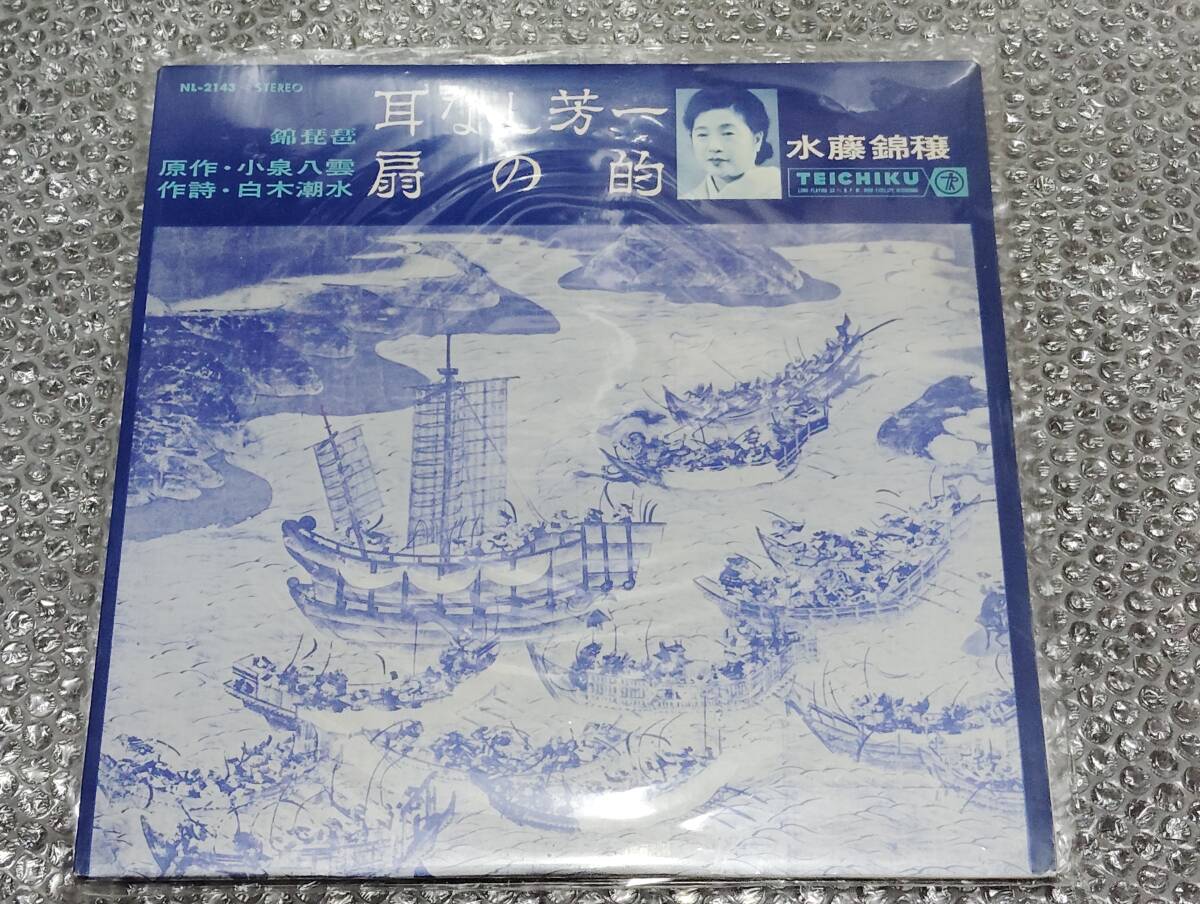 NL-2143 STEREO
錦琵琶
原作・小泉八雲
作詩・白木潮水
耳なし芳一
扇の的
水藤錦穰
TEICHIKU